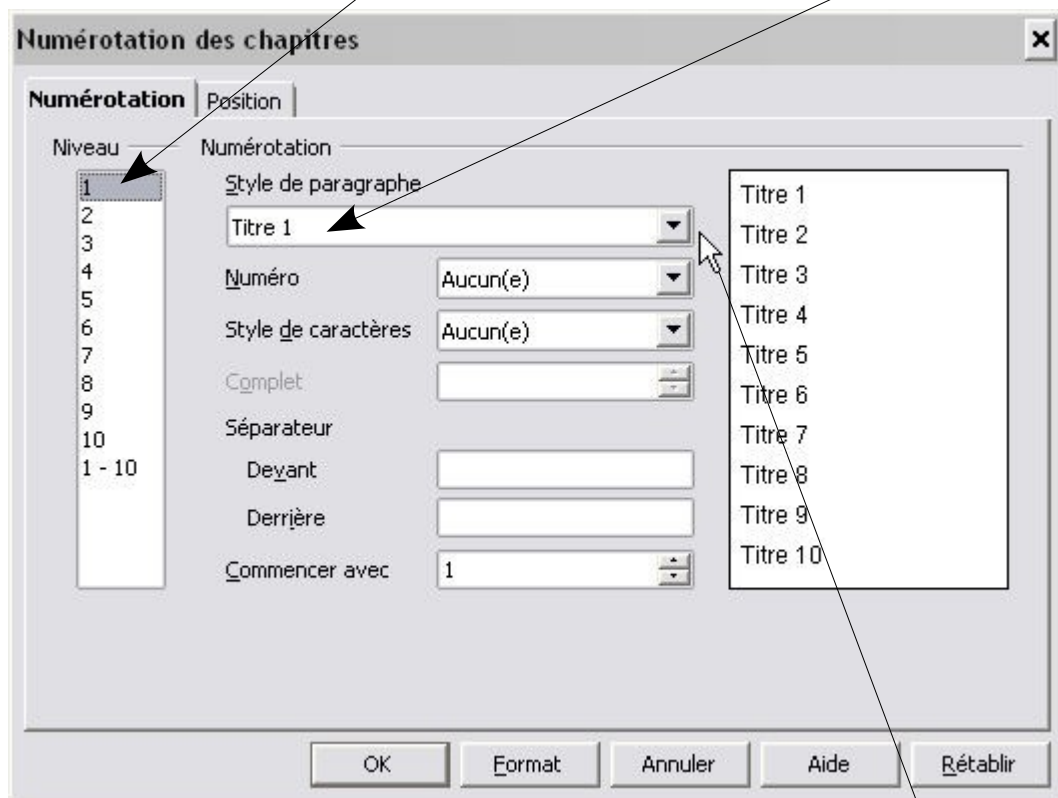 Numérotation des chapitres
Numérotation
Position
Niveau
1
2
3
4
5
6
7
8
9
10
1 - 10
Numérotation
Style de paragraphe
Titre 1
Numéro
Aucun(e)
Style de caractères
Aucun(e)
Complet
Séparateur
Devant
Derrière
Commencer avec
1
Titre 1
Titre 2
Titre 3
Titre 4
Titre 5
Titre 6
Titre 7
Titre 8
Titre 9
Titre 10
OK
Format
Annuler
Aide
Rétablir